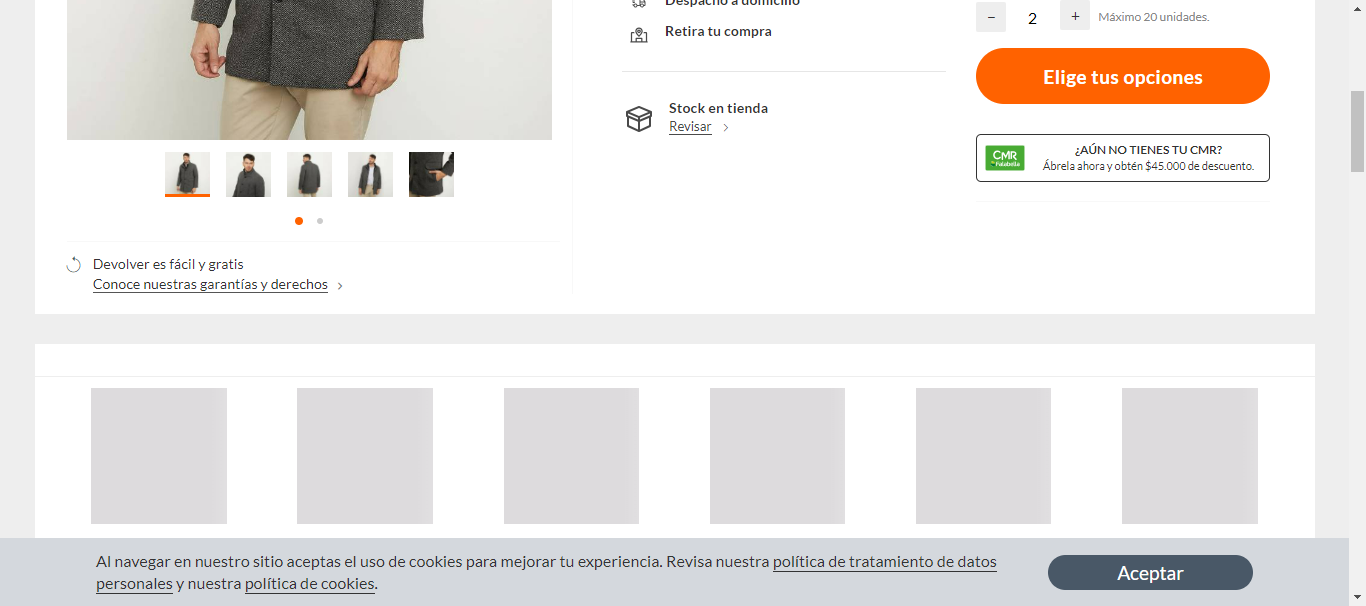 Despacho a domicilio
Retira tu compra
Stock en tienda
Revisar
− 2 + Máximo 20 unidades.
Elige tus opciones
CMR
Falabella
¿AÚN NO TIENES TU CMR?
Ábrela ahora y obtén $45.000 de descuento.
Devolver es fácil y gratis
Conoce nuestras garantías y derechos
Al navegar en nuestro sitio aceptas el uso de cookies para mejorar tu experiencia. Revisa nuestra política de tratamiento de datos
personales y nuestra política de cookies.
Aceptar